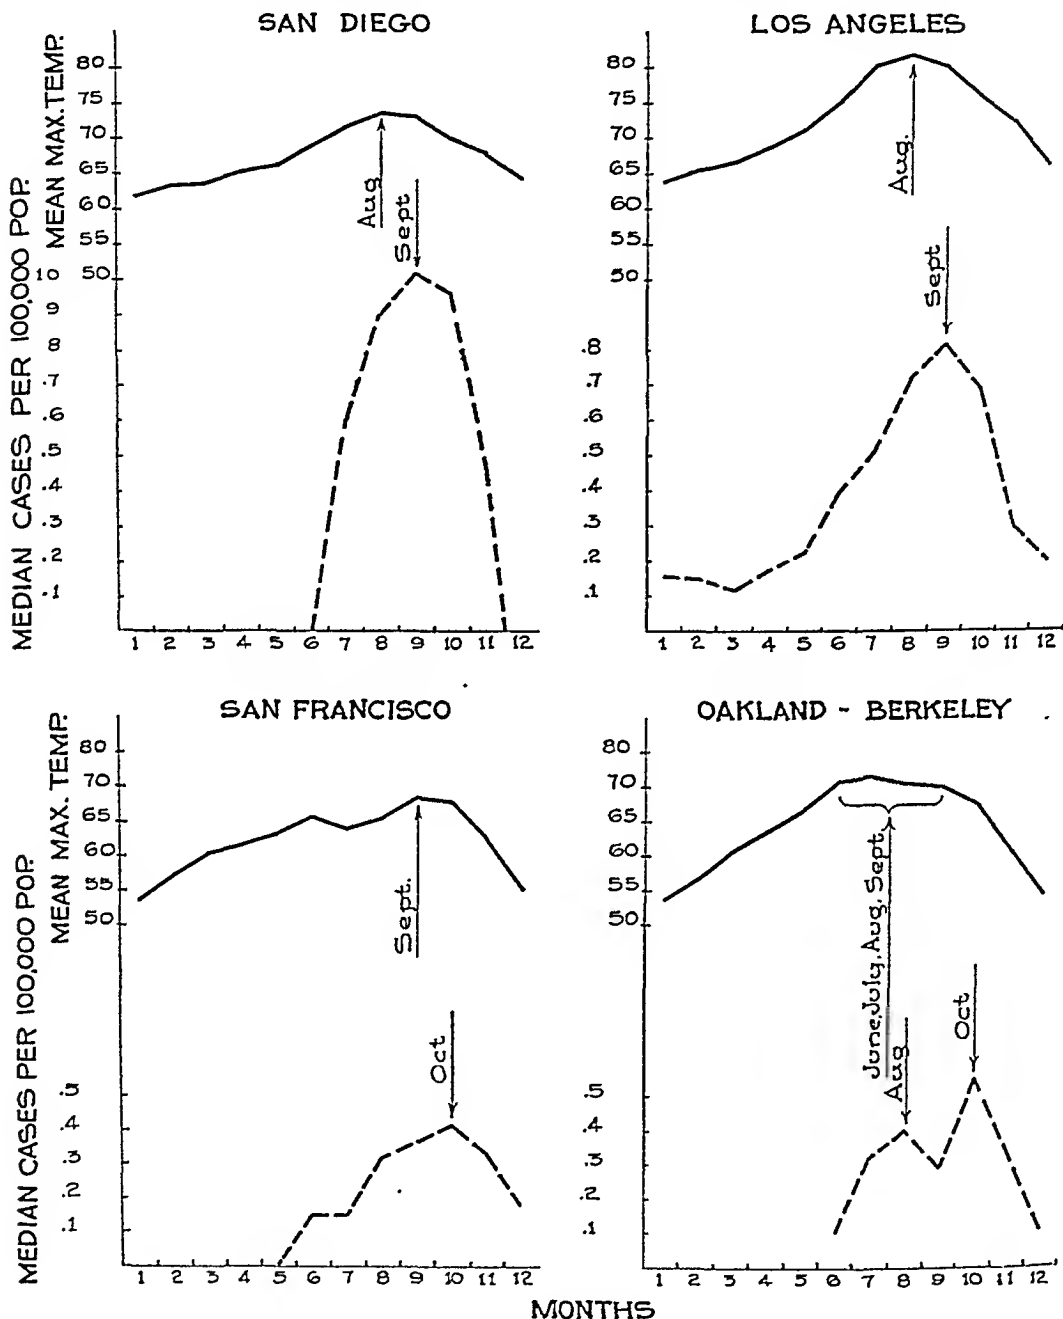 SAN DIEGO
MEAN MAX. TEMP.
80
75
70
65
60
55
50
Aug
Sept
MEDIAN CASES PER 100,000 POP.
10
9
8
.7
.6
.5
.4
.3
.2
.1
1 2 3 4 5 6 7 8 9 10 11 12
LOS ANGELES
80
75
70
65
60
55
50
Aug.
Sept
.8
.7
.6
.5
.4
.3
.2
.1
1 2 3 4 5 6 7 8 9 10 11 12
SAN FRANCISCO
MEAN MAX. TEMP.
80
70
65
60
55
50
Sept.
Oct
MEDIAN CASES PER 100,000 POP.
.5
.4
.3
.2
.1
1 2 3 4 5 6 7 8 9 10 11 12
OAKLAND - BERKELEY
80
70
65
60
55
50
June, July, Aug, Sept.
Aug
Oct
.5
.4
.3
.2
.1
1 2 3 4 5 6 7 8 9 10 11 12
MONTHS